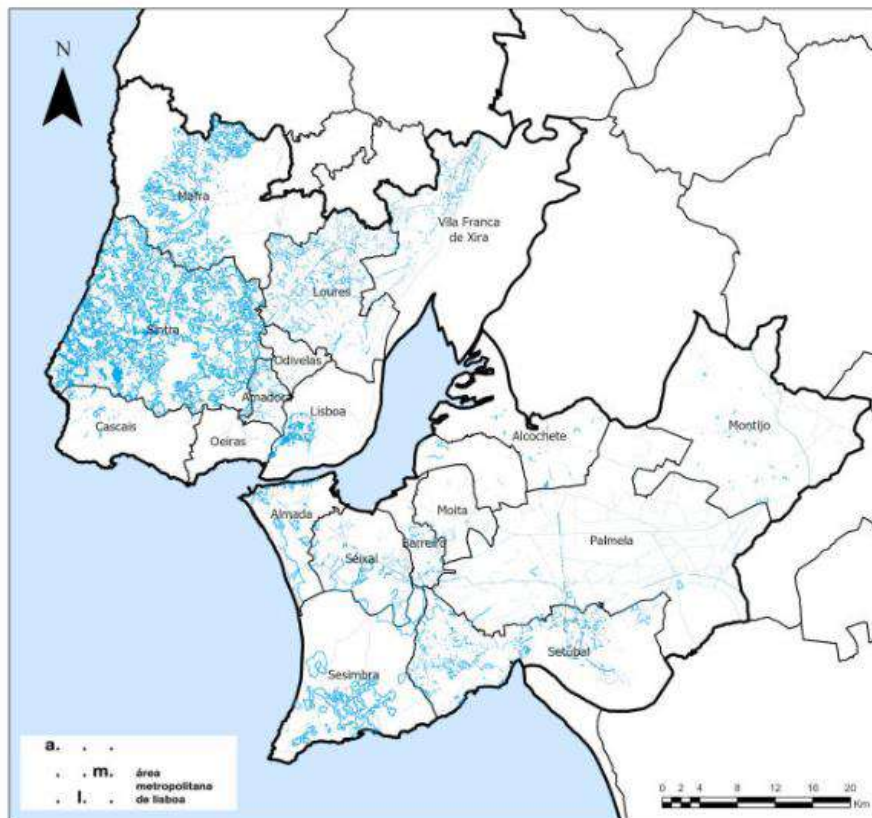 N
Mafra
Vila Franca
de Xira
Loures
Sintra
Odivelas
Amadora
Lisboa
Cascais
Oeiras
Alcochete
Montijo
Almada
Moita
Barreiro
Seixal
Palmela
Setúbal
Sesimbra
a. . .
. . m. área
metropolitana
. l. . de lisboa
0 2 4 8 12 16 20
Km